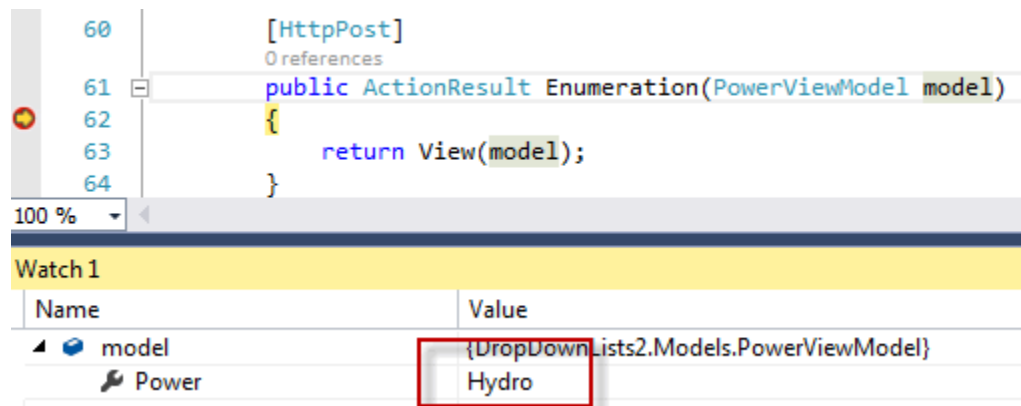 60 [HttpPost]
0 references
61 public ActionResult Enumeration(PowerViewModel model)
62 {
63 return View(model);
64 }
100 %
Watch 1
Name Value
model {DropDownLists2.Models.PowerViewModel}
Power Hydro